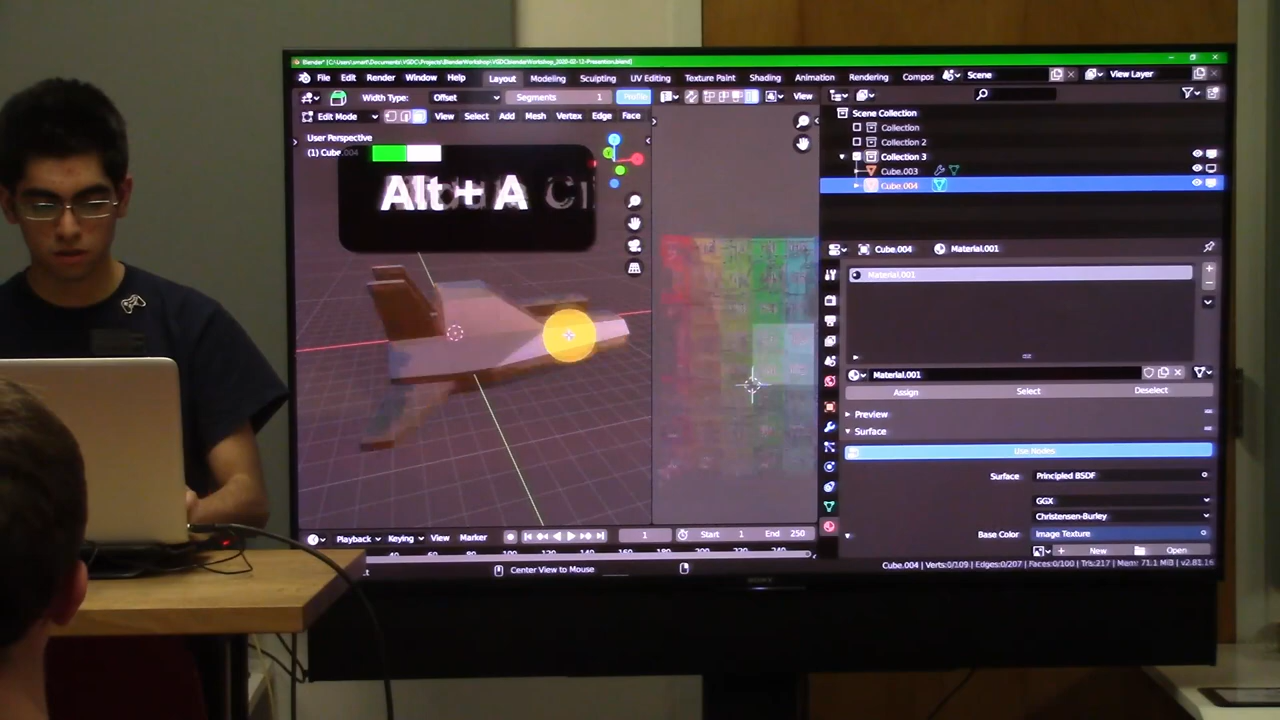 Blender* [C:\Users\smart\Documents\VGDC\Projects\BlenderWorkshop\VGDCBlenderWorkshop_2020-02-12-Presention.blend]
File Edit Render Window Help Layout Modeling Sculpting UV Editing Texture Paint Shading Animation Rendering Compos Scene View Layer
Width Type: Offset Segments 1 View
Edit Mode View Select Add Mesh Vertex Edge Face
User Perspective
(1) Cube.004
Alt + A
Scene Collection
Collection
Collection 2
Collection 3
Cube.003
Cube.004
Cube.004 Material.001
Material.001
Material.001
Assign Select Deselect
Preview
Surface
Use Nodes
Surface Principled BSDF
GGX
Christensen-Burley
Base Color Image Texture
New Open
Playback Keying View Marker 1 Start 1 End 250
Center View to Mouse
Cube.004 | Verts:0/109 | Edges:0/207 | Faces:0/100 | Tris:217 | Mem: 71.1 MiB | v2.81.16
SONY